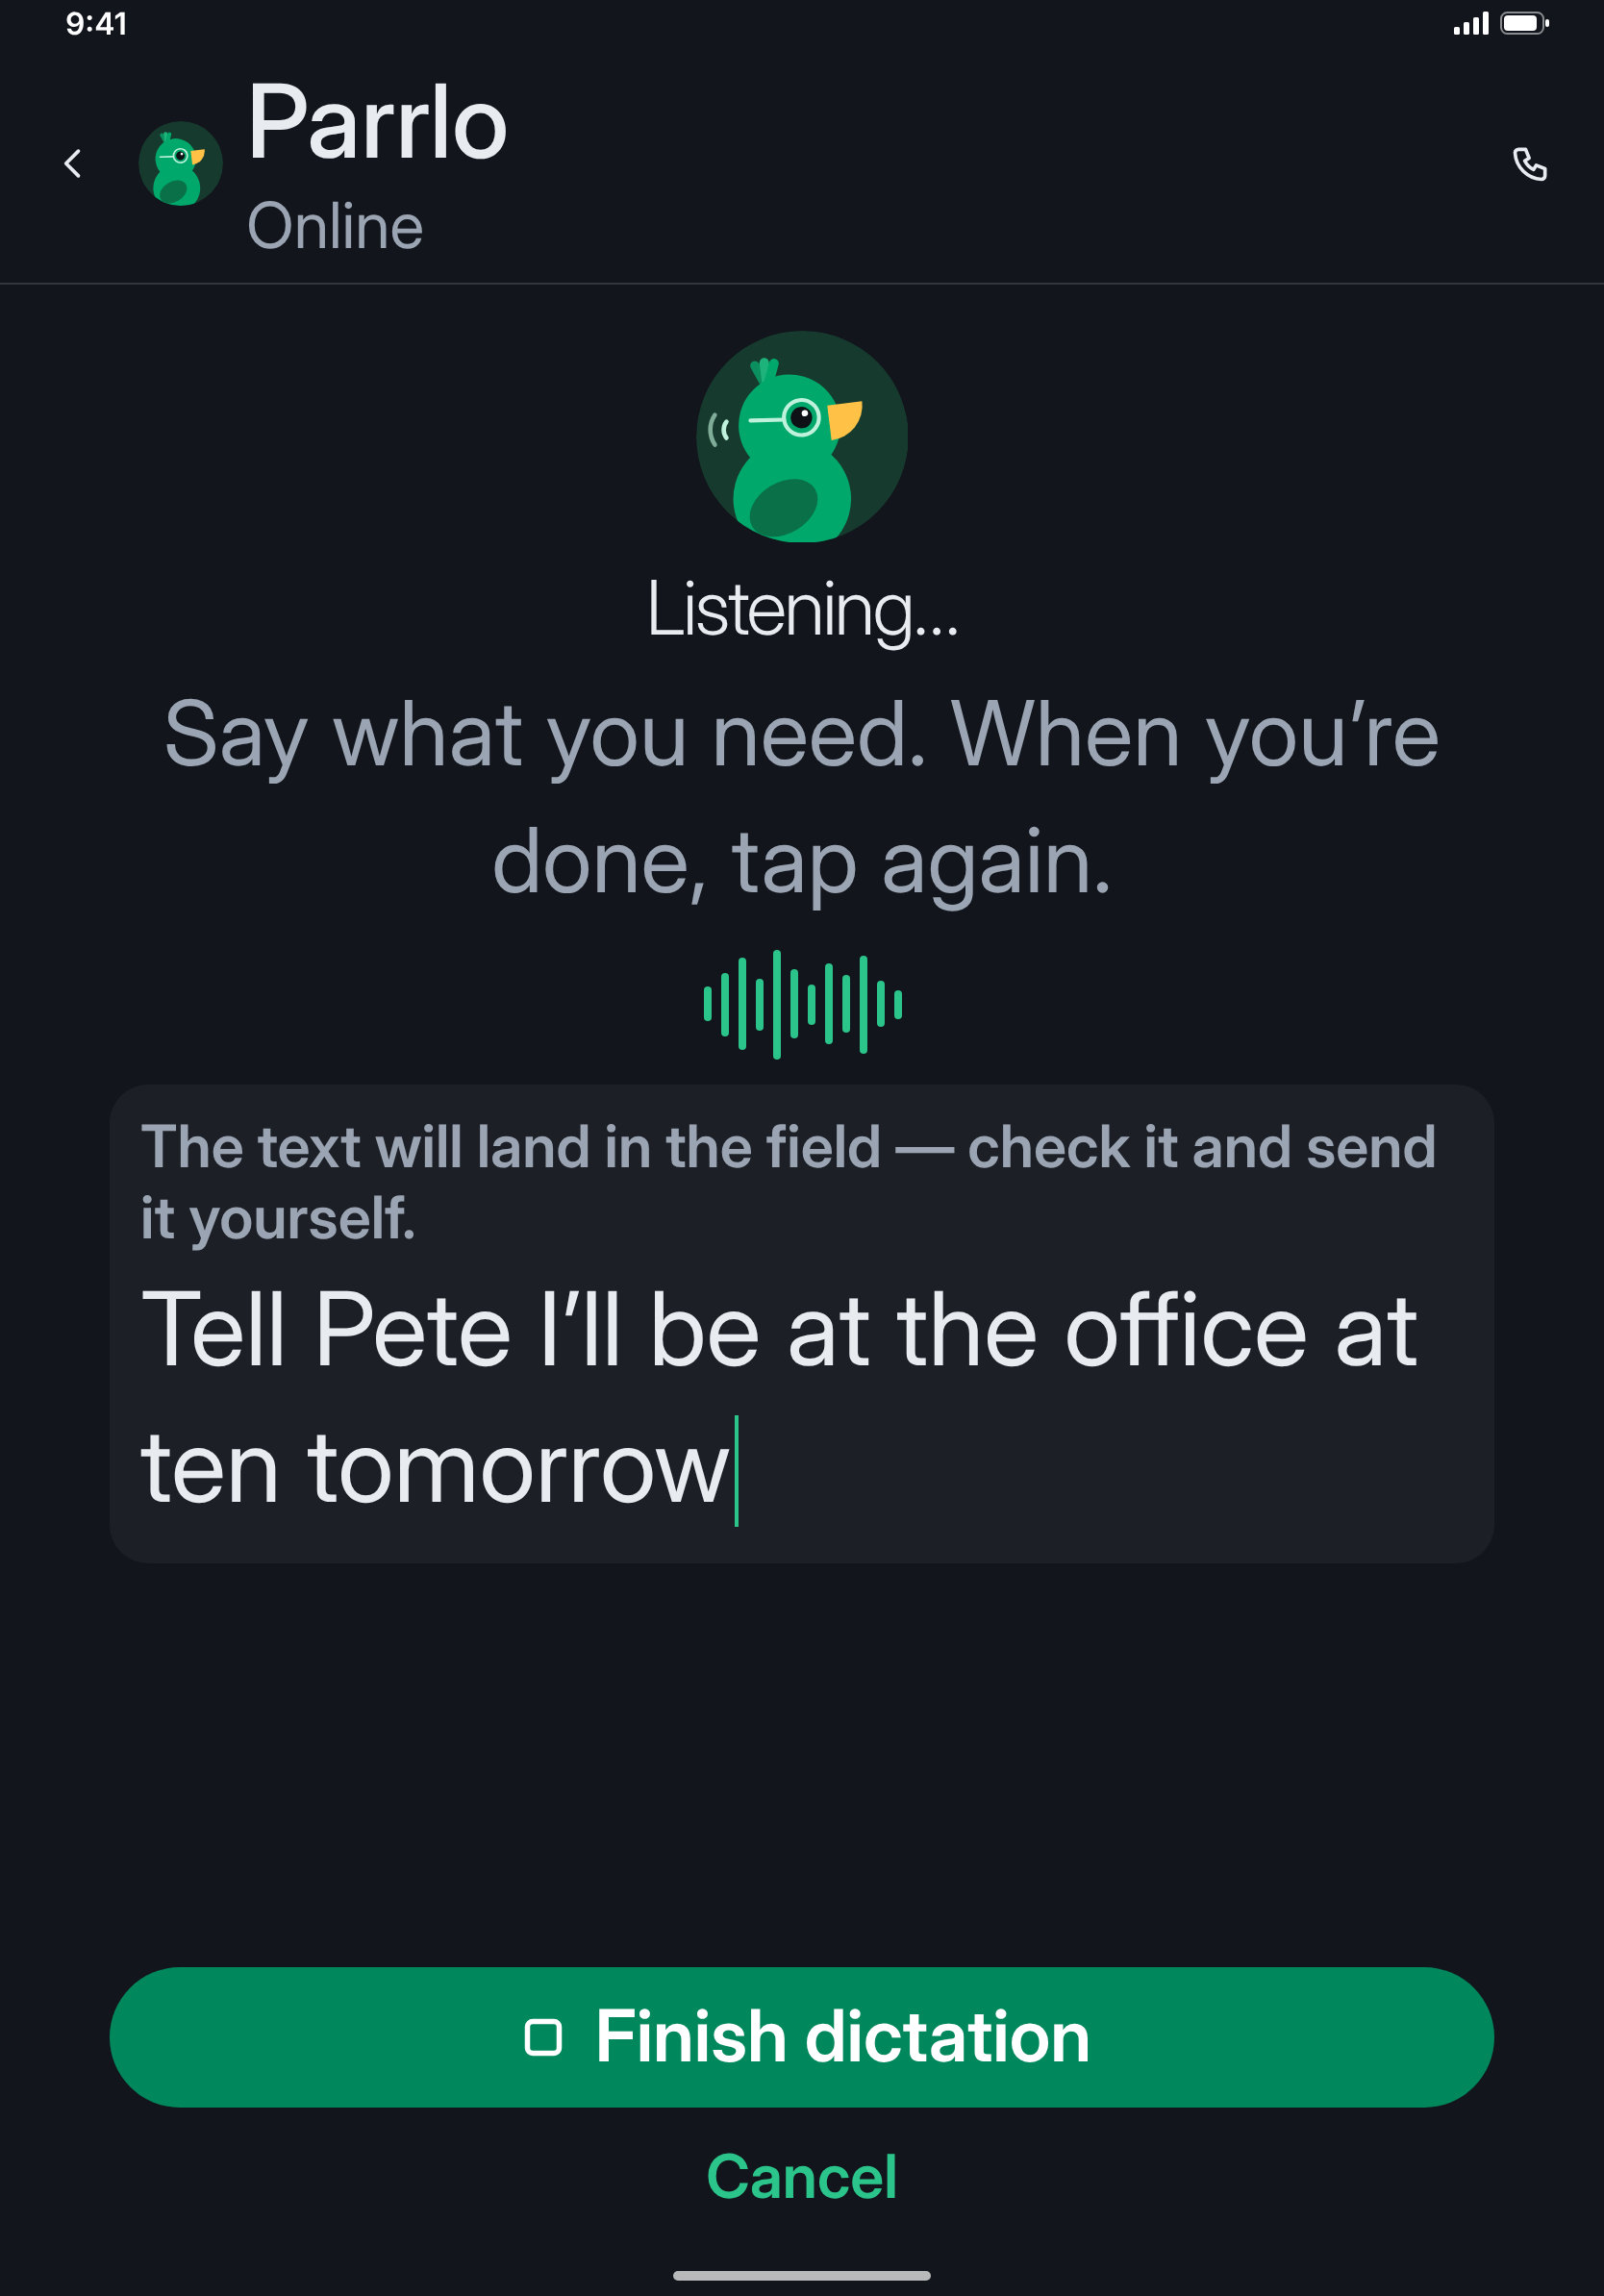 9:41
Parrlo
Online
Listening...
Say what you need. When you’re
done, tap again.
The text will land in the field — check it and send
it yourself.
Tell Pete I’ll be at the office at
ten tomorrow
Finish dictation
Cancel